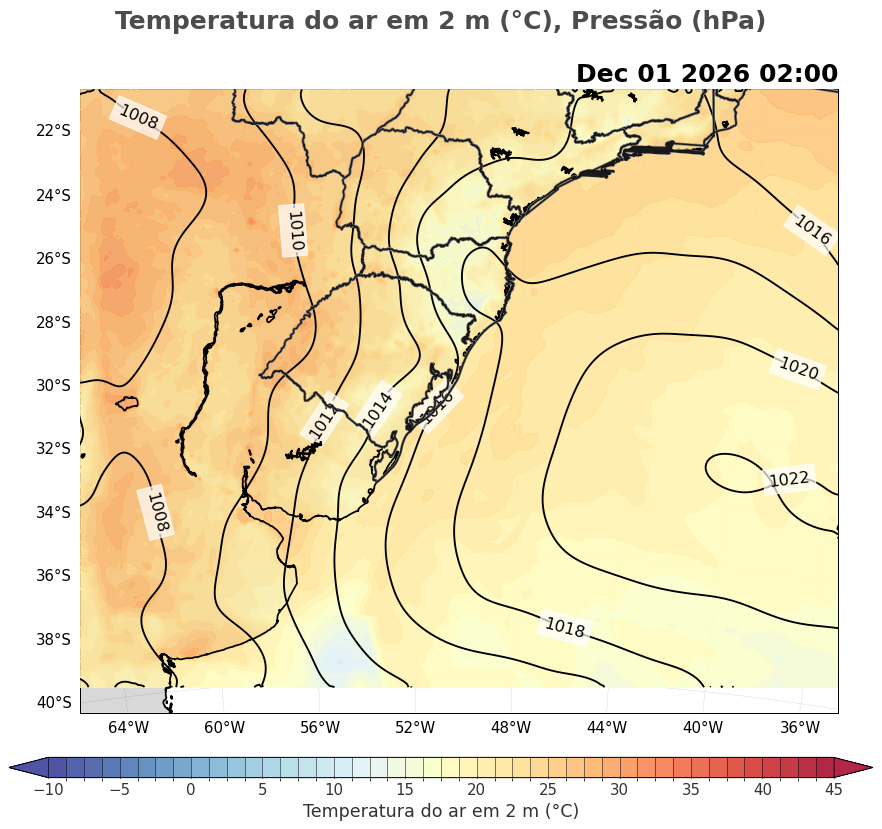 Temperatura do ar em 2 m (°C), Pressão (hPa)
Dec 01 2026 02:00
1008
1010
1016
1020
1012
1014
1016
1022
1008
1018
22°S
24°S
26°S
28°S
30°S
32°S
34°S
36°S
38°S
40°S
64°W 60°W 56°W 52°W 48°W 44°W 40°W 36°W
−10 −5 0 5 10 15 20 25 30 35 40 45
Temperatura do ar em 2 m (°C)